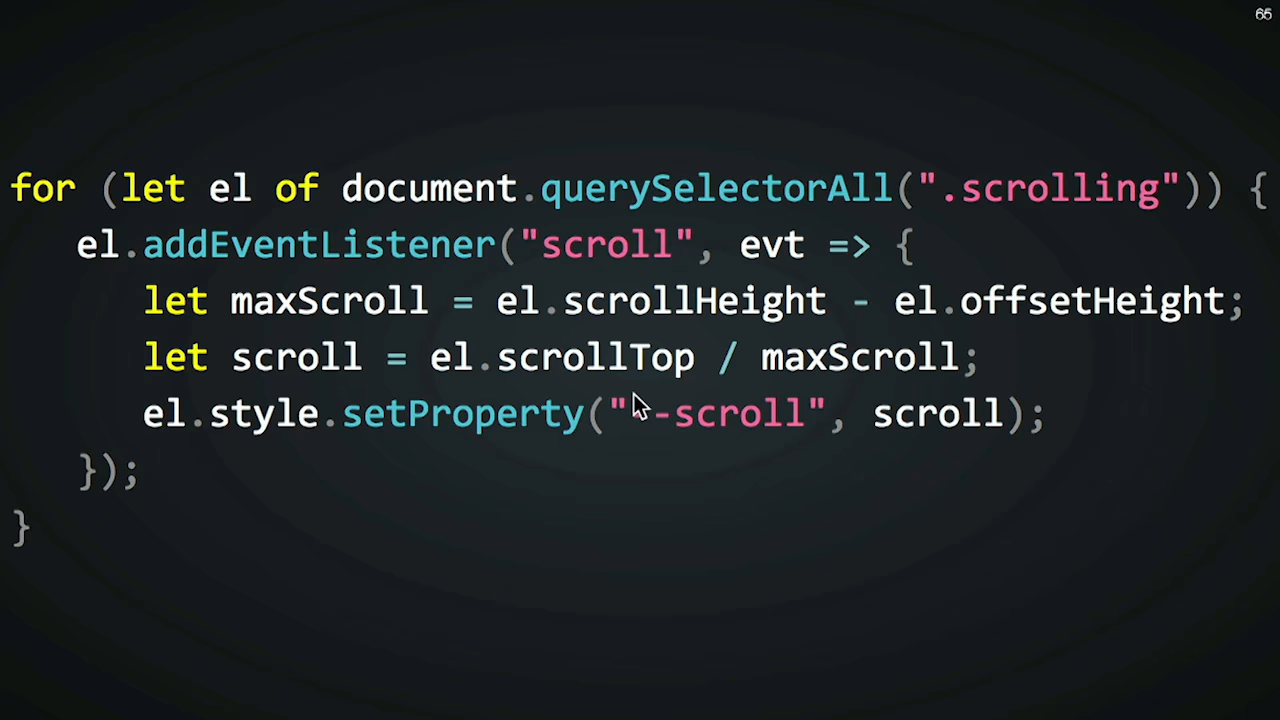 65
for (let el of document.querySelectorAll(".scrolling")) {
el.addEventListener("scroll", evt => {
let maxScroll = el.scrollHeight - el.offsetHeight;
let scroll = el.scrollTop / maxScroll;
el.style.setProperty("--scroll", scroll);
});
}